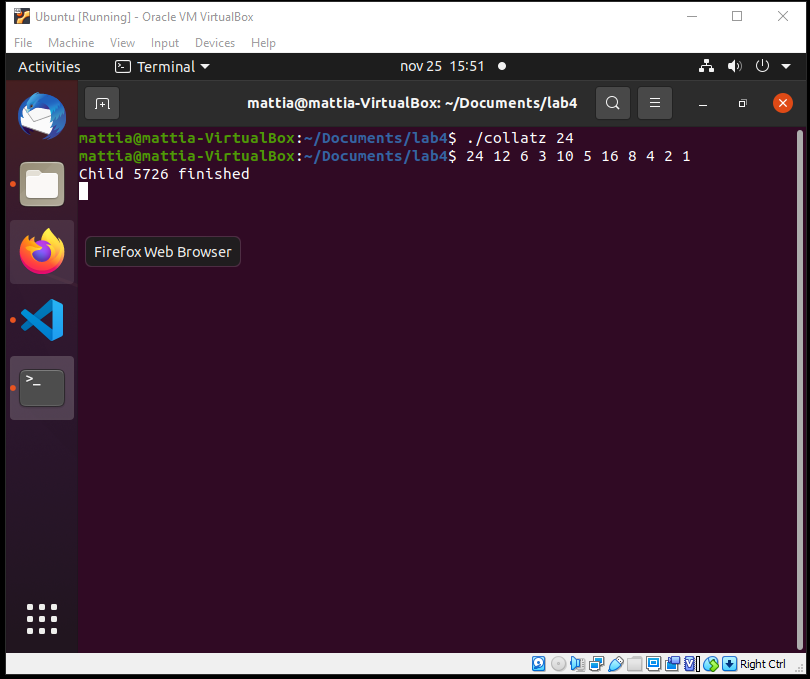 Ubuntu [Running] - Oracle VM VirtualBox
File Machine View Input Devices Help
Activities Terminal nov 25 15:51
mattia@mattia-VirtualBox: ~/Documents/lab4
mattia@mattia-VirtualBox:~/Documents/lab4$ ./collatz 24
mattia@mattia-VirtualBox:~/Documents/lab4$ 24 12 6 3 10 5 16 8 4 2 1
Child 5726 finished
Firefox Web Browser
>_
Right Ctrl